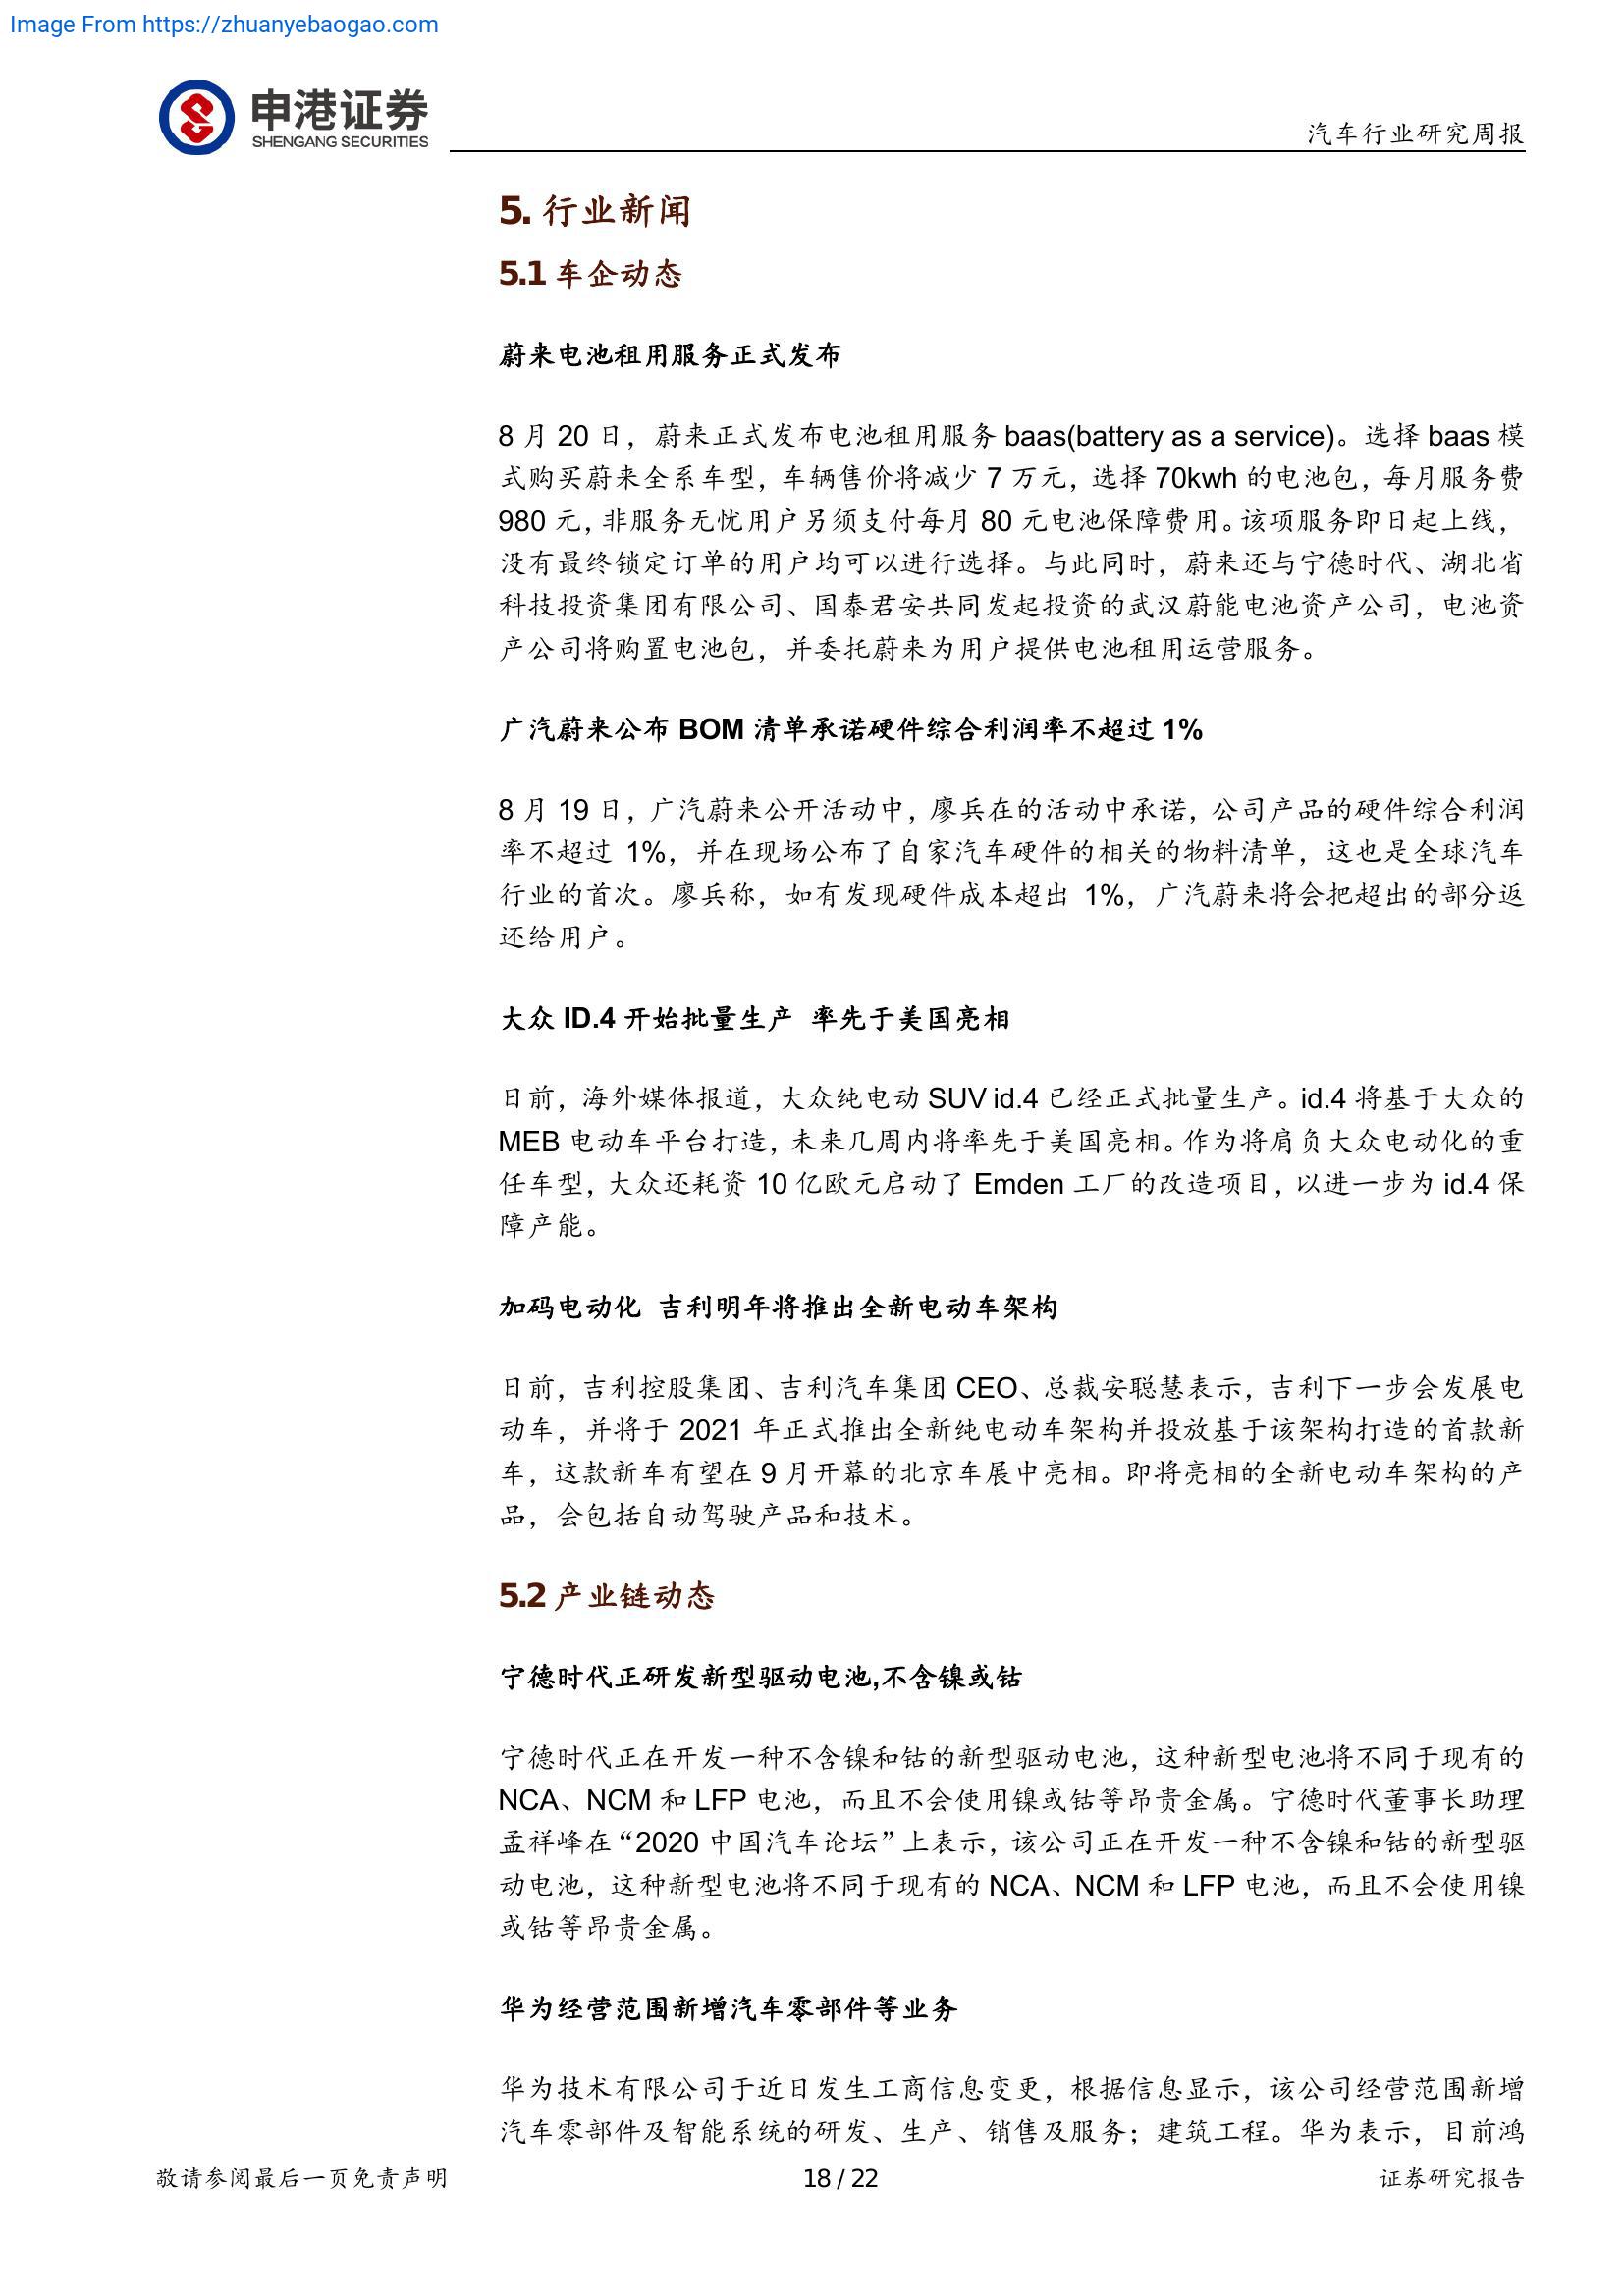 Image From https://zhuanyebaogao.com
申港证券
SHENGANG SECURITIES
汽车行业研究周报
5. 行业新闻
5.1 车企动态
蔚来电池租用服务正式发布
8 月 20 日，蔚来正式发布电池租用服务 baas(battery as a service)。选择 baas 模
式购买蔚来全系车型，车辆售价将减少 7 万元，选择 70kwh 的电池包，每月服务费
980 元，非服务无忧用户另须支付每月 80 元电池保障费用。该项服务即日起上线，
没有最终锁定订单的用户均可以进行选择。与此同时，蔚来还与宁德时代、湖北省
科技投资集团有限公司、国泰君安共同发起投资的武汉蔚能电池资产公司，电池资
产公司将购置电池包，并委托蔚来为用户提供电池租用运营服务。
广汽蔚来公布 BOM 清单承诺硬件综合利润率不超过 1%
8 月 19 日，广汽蔚来公开活动中，廖兵在的活动中承诺，公司产品的硬件综合利润
率不超过 1%，并在现场公布了自家汽车硬件的相关的物料清单，这也是全球汽车
行业的首次。廖兵称，如有发现硬件成本超出 1%，广汽蔚来将会把超出的部分返
还给用户。
大众 ID.4 开始批量生产 率先于美国亮相
日前，海外媒体报道，大众纯电动 SUV id.4 已经正式批量生产。id.4 将基于大众的
MEB 电动车平台打造，未来几周内将率先于美国亮相。作为将肩负大众电动化的重
任车型，大众还耗资 10 亿欧元启动了 Emden 工厂的改造项目，以进一步为 id.4 保
障产能。
加码电动化 吉利明年将推出全新电动车架构
日前，吉利控股集团、吉利汽车集团 CEO、总裁安聪慧表示，吉利下一步会发展电
动车，并将于 2021 年正式推出全新纯电动车架构并投放基于该架构打造的首款新
车，这款新车有望在 9 月开幕的北京车展中亮相。即将亮相的全新电动车架构的产
品，会包括自动驾驶产品和技术。
5.2 产业链动态
宁德时代正研发新型驱动电池,不含镍或钴
宁德时代正在开发一种不含镍和钴的新型驱动电池，这种新型电池将不同于现有的
NCA、NCM 和 LFP 电池，而且不会使用镍或钴等昂贵金属。宁德时代董事长助理
孟祥峰在“2020 中国汽车论坛”上表示，该公司正在开发一种不含镍和钴的新型驱
动电池，这种新型电池将不同于现有的 NCA、NCM 和 LFP 电池，而且不会使用镍
或钴等昂贵金属。
华为经营范围新增汽车零部件等业务
华为技术有限公司于近日发生工商信息变更，根据信息显示，该公司经营范围新增
汽车零部件及智能系统的研发、生产、销售及服务；建筑工程。华为表示，目前鸿
敬请参阅最后一页免责声明
18 / 22
证券研究报告